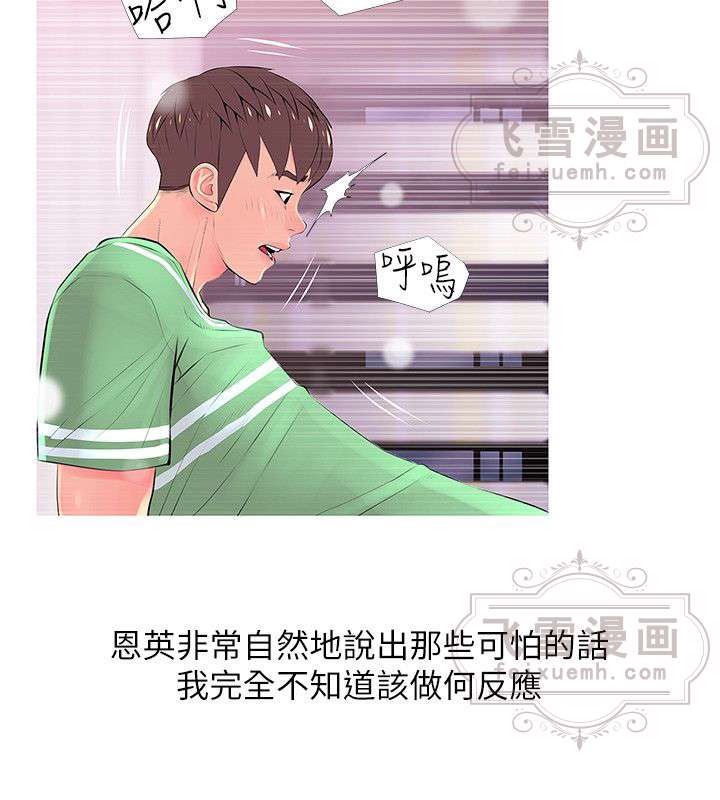 哈
飞雪漫画
feixuemh.com
呼嗚
飞雪漫画
feixuemh.com
恩英非常自然地說出那些可怕的話
我完全不知道該做何反應